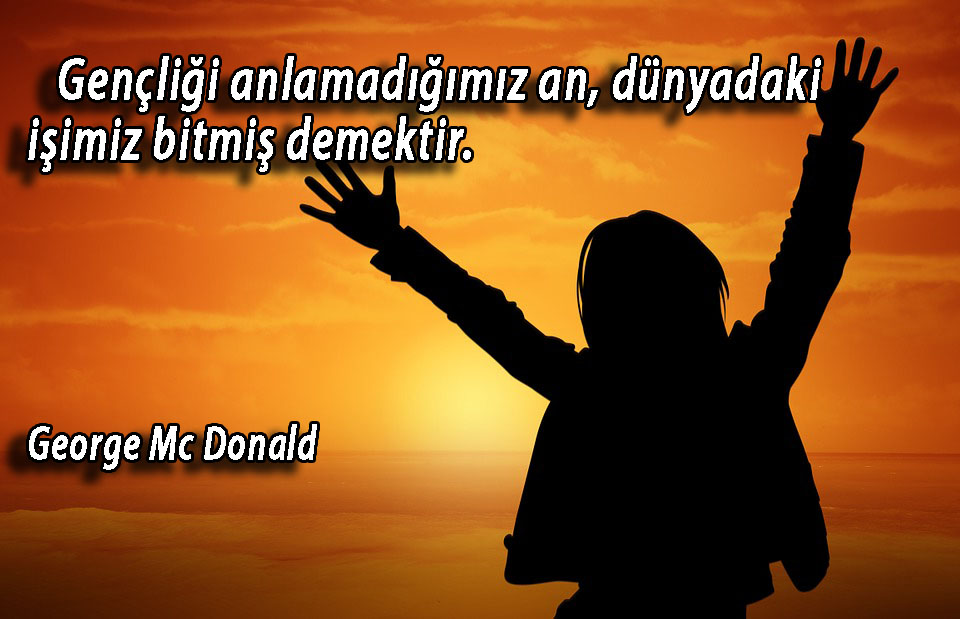 Gençliği anlamadığımız an, dünyadaki
işimiz bitmiş demektir.
George Mc Donald